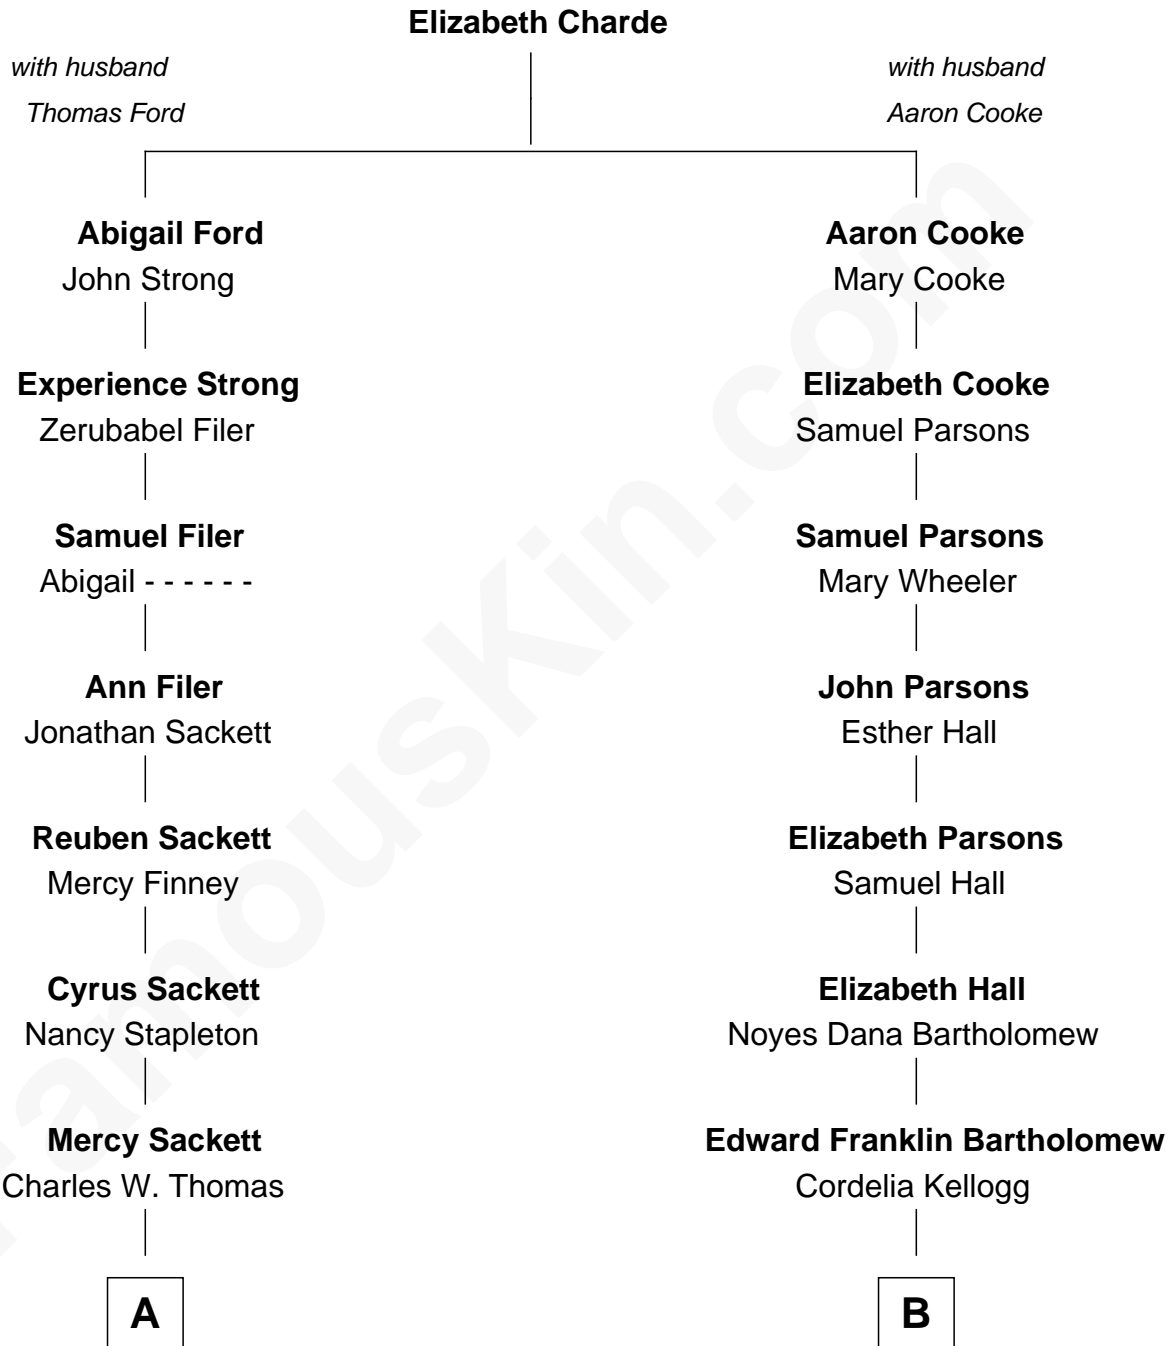 Elizabeth Charde
with husband
Thomas Ford
with husband
Aaron Cooke
Abigail Ford
John Strong
Aaron Cooke
Mary Cooke
Experience Strong
Zerubabel Filer
Elizabeth Cooke
Samuel Parsons
Samuel Filer
Abigail - - - - - -
Samuel Parsons
Mary Wheeler
Ann Filer
Jonathan Sackett
John Parsons
Esther Hall
Reuben Sackett
Mercy Finney
Elizabeth Parsons
Samuel Hall
Cyrus Sackett
Nancy Stapleton
Elizabeth Hall
Noyes Dana Bartholomew
Mercy Sackett
Charles W. Thomas
Edward Franklin Bartholomew
Cordelia Kellogg
A
B
FamousKin.com